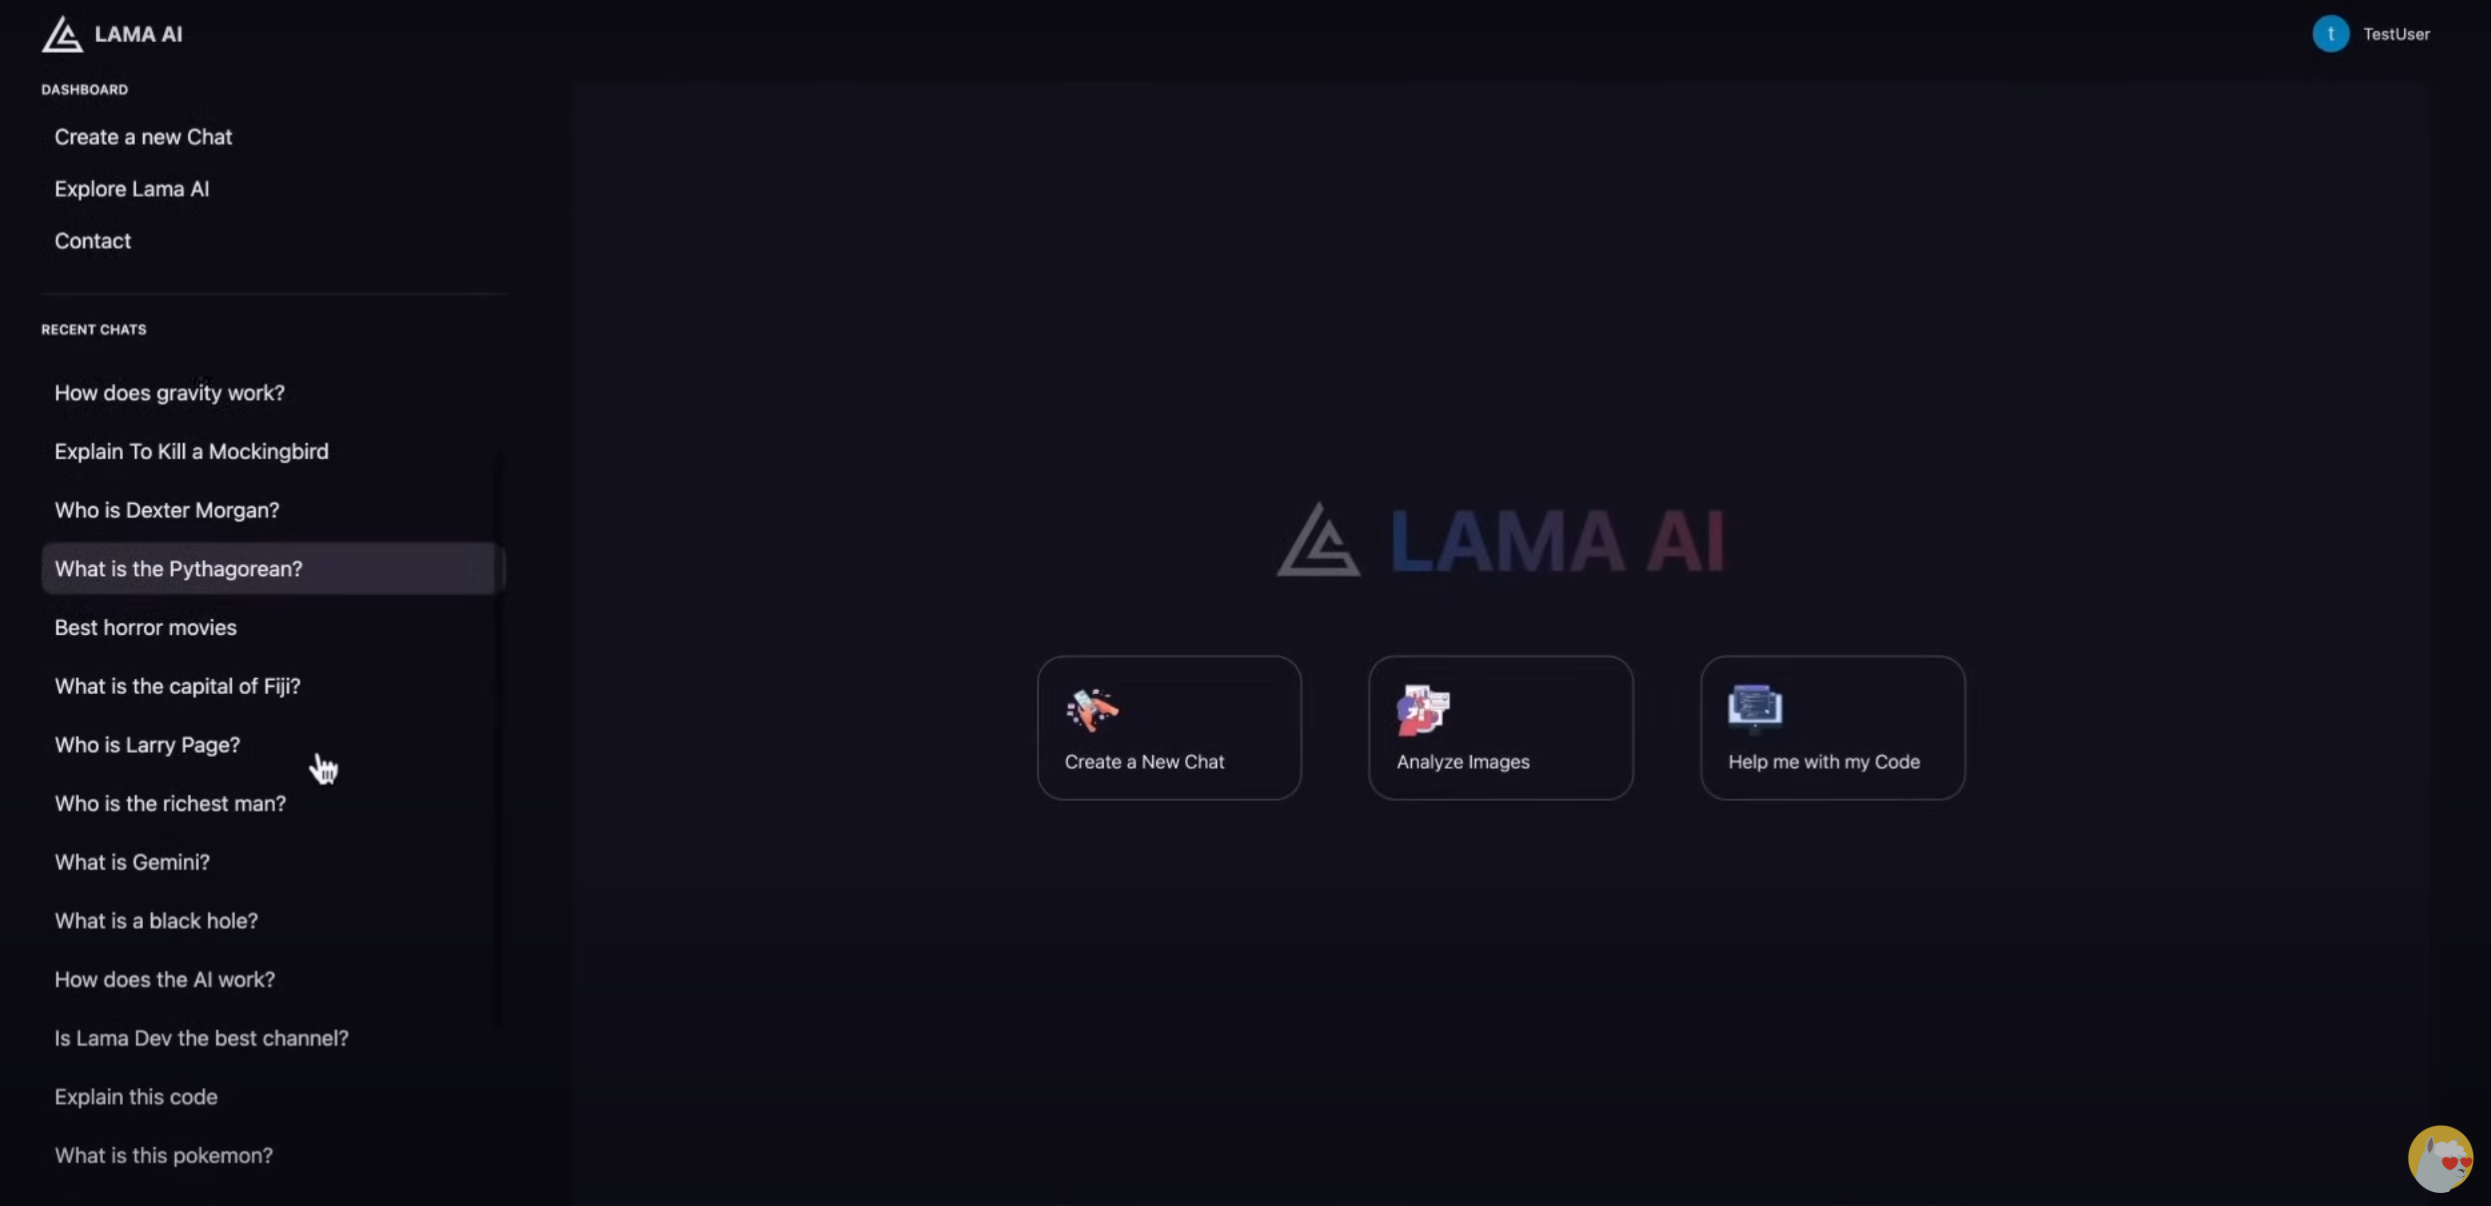 LAMA AI
t TestUser
DASHBOARD
Create a new Chat
Explore Lama AI
Contact
RECENT CHATS
How does gravity work?
Explain To Kill a Mockingbird
Who is Dexter Morgan?
What is the Pythagorean?
Best horror movies
What is the capital of Fiji?
Who is Larry Page?
Who is the richest man?
What is Gemini?
What is a black hole?
How does the AI work?
Is Lama Dev the best channel?
Explain this code
What is this pokemon?
LAMA AI
Create a New Chat
Analyze Images
Help me with my Code